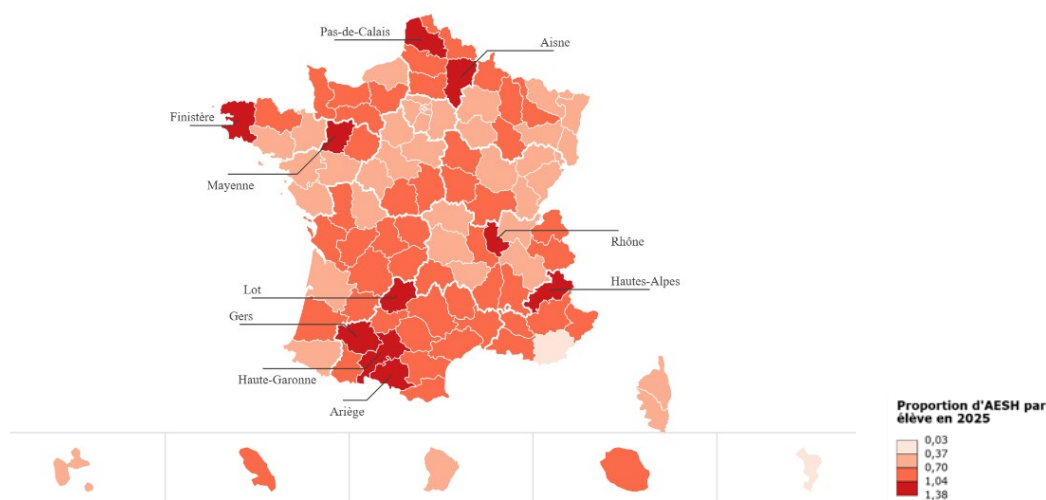 Pas-de-Calais
Aisne
Finistère
Mayenne
Rhône
Hautes-Alpes
Lot
Gers
Haute-Garonne
Ariège
Proportion d'AESH par
élève en 2025
0,03
0,37
0,70
1,04
1,38